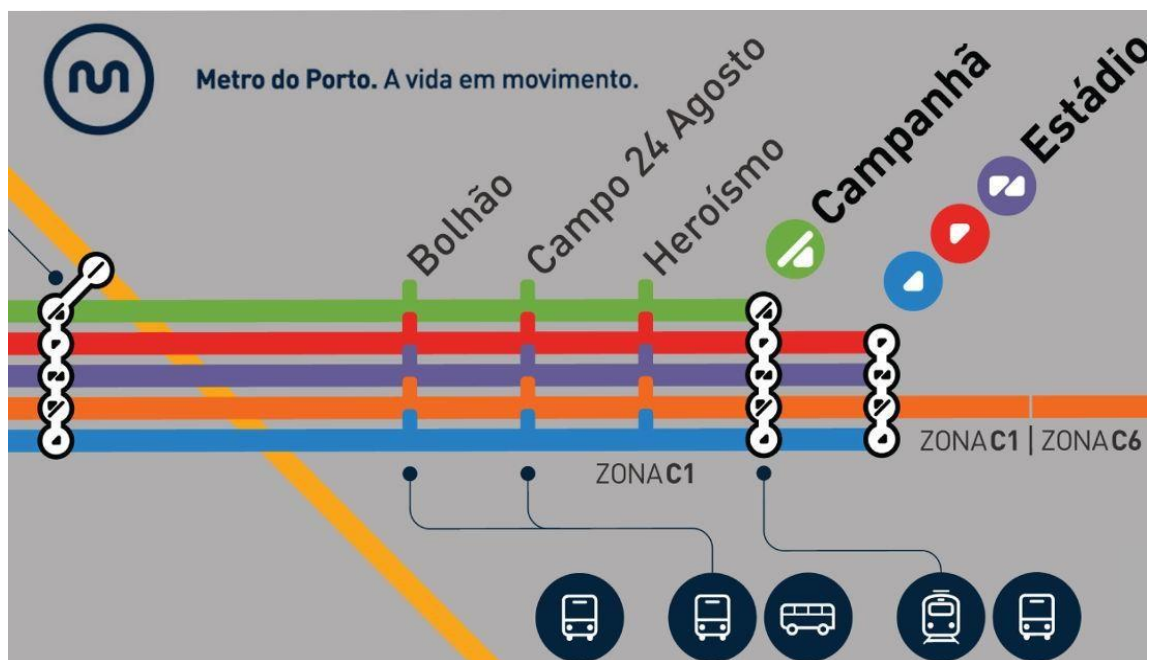 Metro do Porto. A vida em movimento.
Bolhão
Campo 24 Agosto
Heroísmo
Campanhã
Estádio
ZONA C1
ZONA C1 | ZONA C6